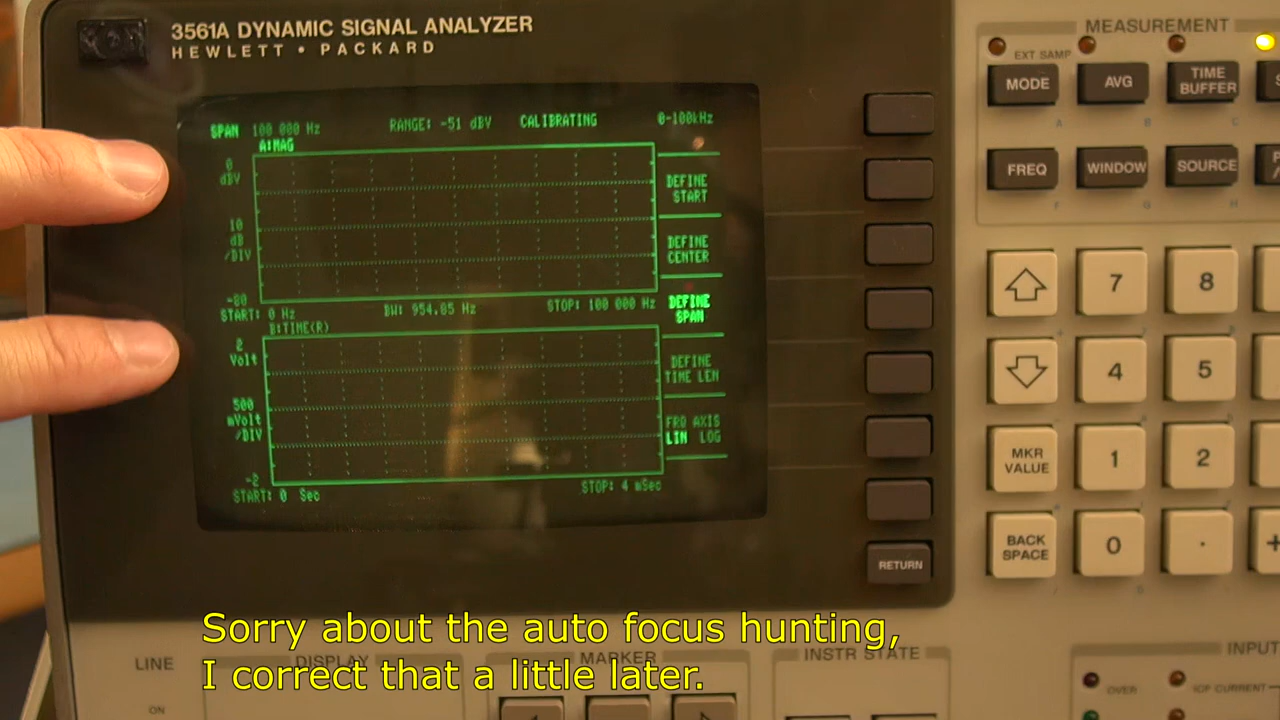 3561A DYNAMIC SIGNAL ANALYZER
HEWLETT • PACKARD
SPAN 100 000 Hz RANGE: -51 dBV CALIBRATING 0-100kHz
A:MAG
0
dBV
10
dB
/DIV
-80
START: 0 Hz BW: 954.85 Hz STOP: 100 000 Hz
B:TIME(R)
2
Volt
500
mVolt
/DIV
-2
START: 0 Sec STOP: 4 mSec
DEFINE
START
DEFINE
CENTER
DEFINE
SPAN
DEFINE
TIME LEN
FRQ AXIS
LIN LOG
RETURN
MEASUREMENT
EXT SAMP
MODE AVG TIME
BUFFER
A B C
FREQ WINDOW SOURCE
F G H
7 8
4 5
MKR
VALUE
1 2
BACK
SPACE
0 . +
Sorry about the auto focus hunting,
I correct that a little later.
LINE
ON
DISPLAY
MARKER
INSTR STATE
INPUT
OVER
ICP CURRENT